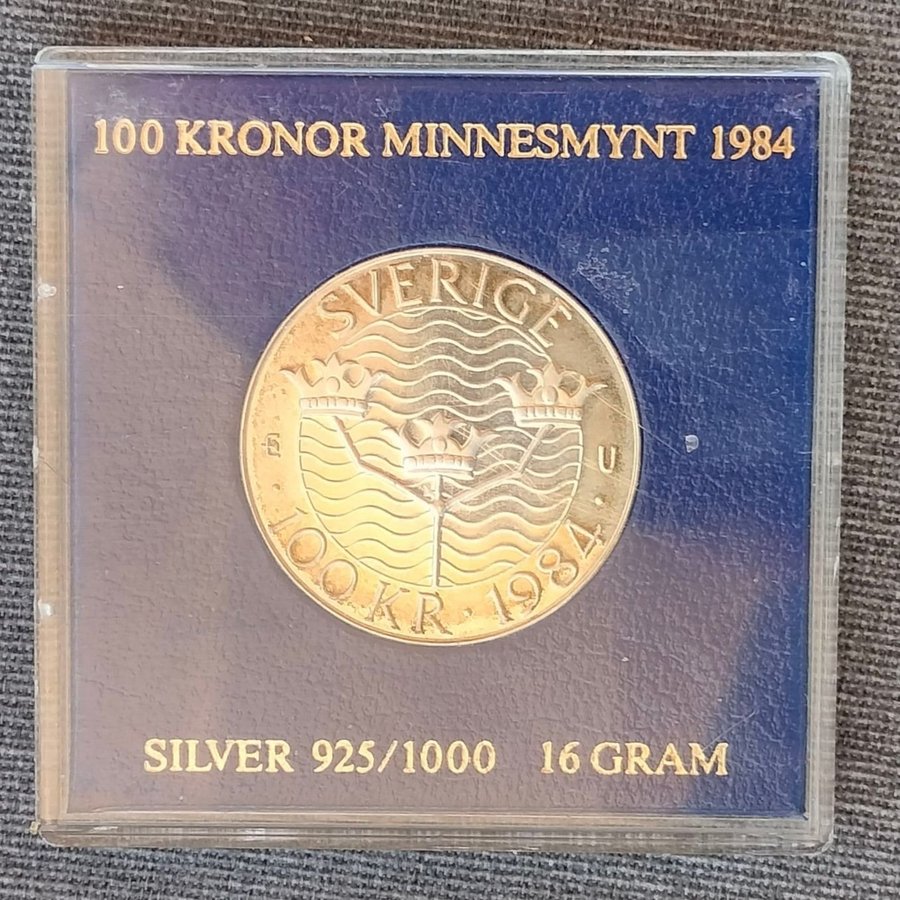 100 KRONOR MINNESMYNT 1984
SVERIGE
U
100 KR · 1984 ·
SILVER 925/1000 16 GRAM